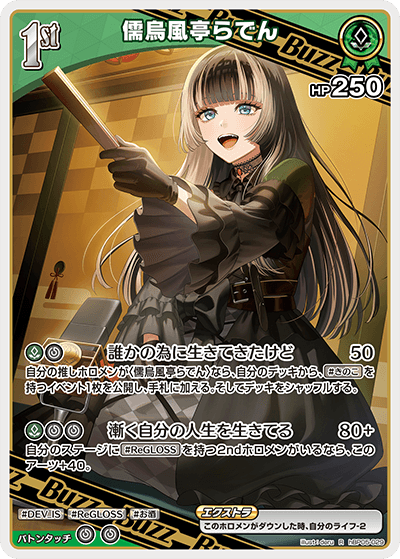 1st
儒烏風亭らでん
Buzz
HP250
誰かの為に生きてきたけど 50
自分の推しホロメンが〈儒烏風亭らでん〉なら、自分のデッキから、#きのこを
持つイベント1枚を公開し、手札に加える。そしてデッキをシャッフルする。
漸く自分の人生を生きてる 80+
自分のステージに#ReGLOSSを持つ2ndホロメンがいるなら、この
アーツ+40。
Buzz Buzz
#DEV_IS #ReGLOSS #お酒
エクストラ
このホロメンがダウンした時、自分のライフ-2
バトンタッチ
illust: deru R hBP05-029